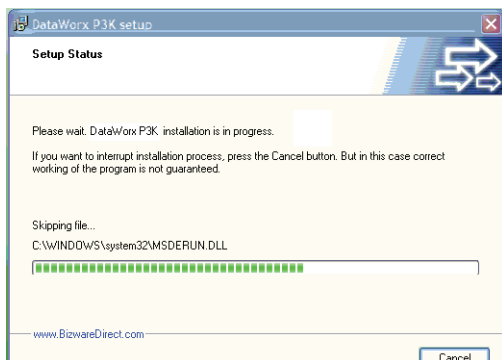 DataWorx P3K setup
Setup Status
Please wait. DataWorx P3K installation is in progress.
If you want to interrupt installation process, press the Cancel button. But in this case correct
working of the program is not guaranteed.
Skipping file...
C:\WINDOWS\system32\MSDERUN.DLL
www.BizwareDirect.com
Cancel